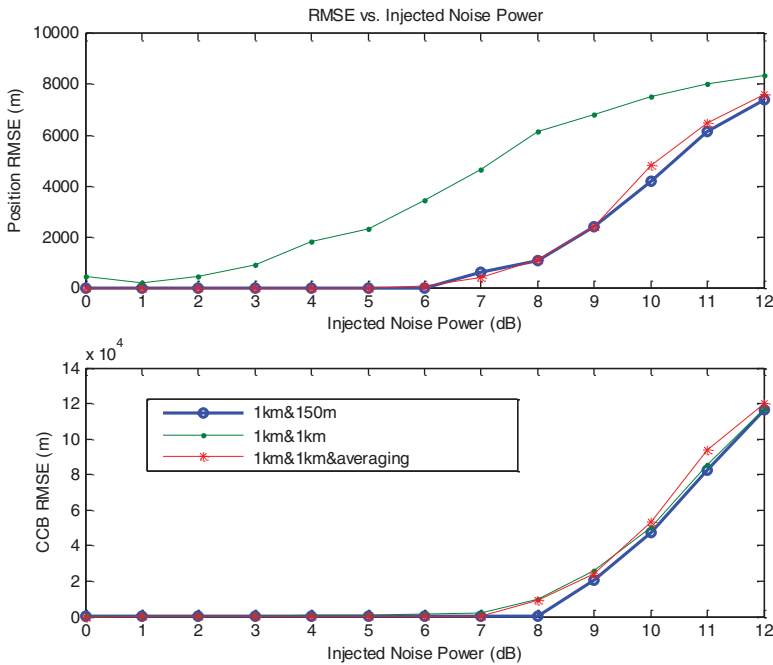 RMSE vs. Injected Noise Power
10000
8000
6000
4000
2000
0
Position RMSE (m)
0 1 2 3 4 5 6 7 8 9 10 11 12
Injected Noise Power (dB)
x 10^4
14
12
10
8
6
4
2
0
CCB RMSE (m)
1km&150m
1km&1km
1km&1km&averaging
0 1 2 3 4 5 6 7 8 9 10 11 12
Injected Noise Power (dB)